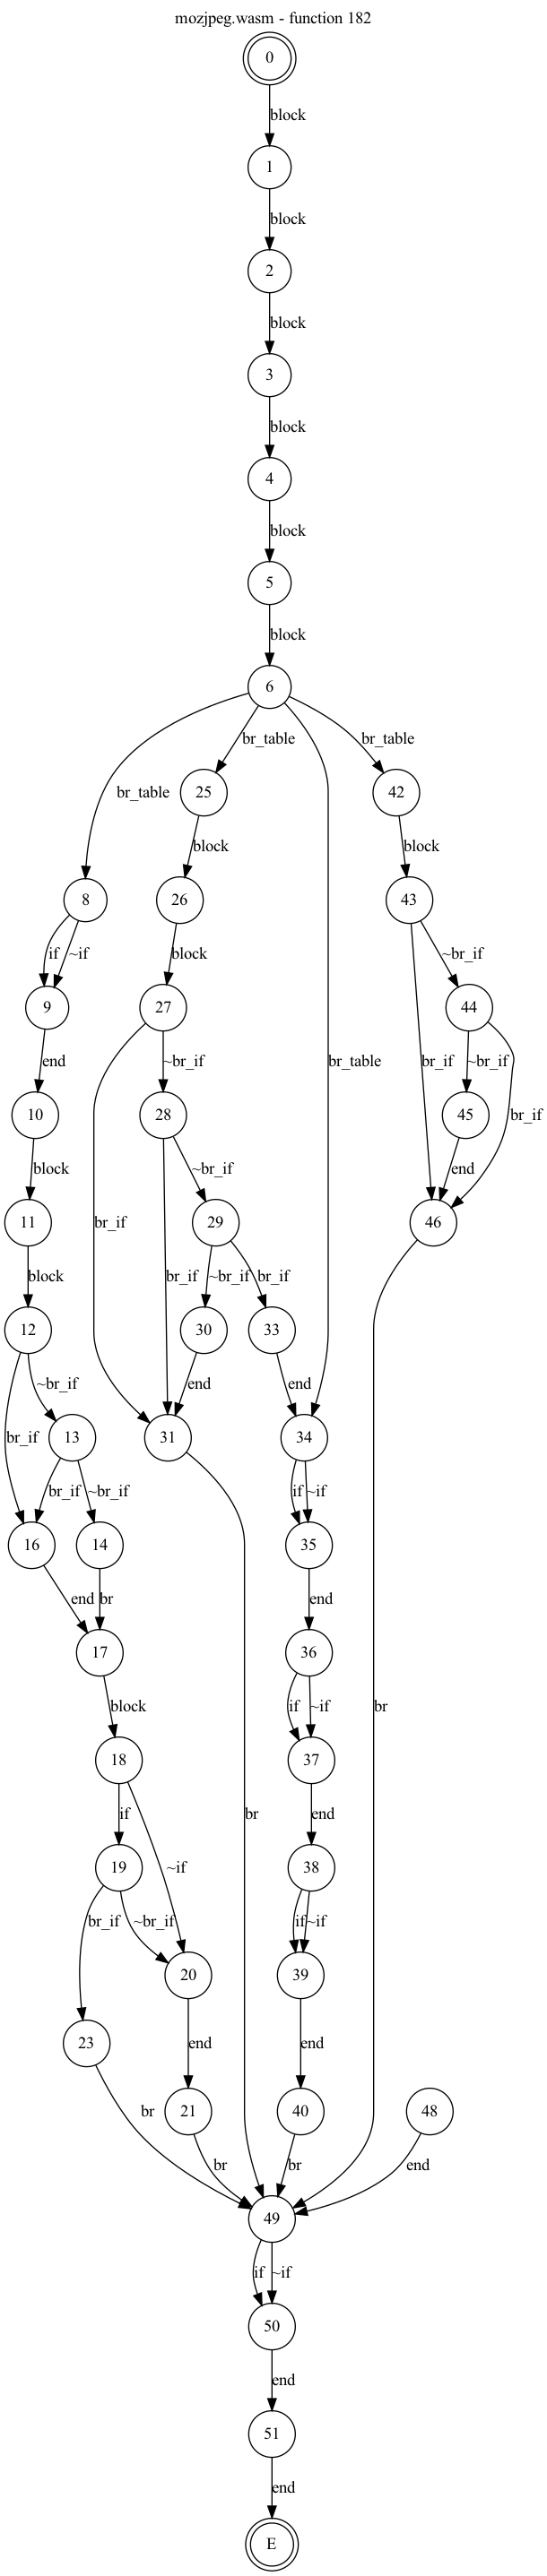 mozjpeg.wasm - function 182
0
block
1
block
2
block
3
block
4
block
5
block
6
br_table
br_table
br_table
25
42
br_table
block
block
8
26
43
if
~if
block
~br_if
9
27
44
end
~br_if
br_table
br_if
~br_if
br_if
10
28
45
block
~br_if
end
11
29
46
block
br_if
br_if
~br_if
br_if
12
30
33
~br_if
end
end
br_if
13
31
34
br_if
~br_if
if
~if
16
14
35
end
br
end
17
36
block
if
~if
br
18
37
if
br
end
19
38
~if
br_if
~br_if
if
~if
20
39
23
end
end
21
40
48
br
br
br
end
49
if
~if
50
end
51
end
E